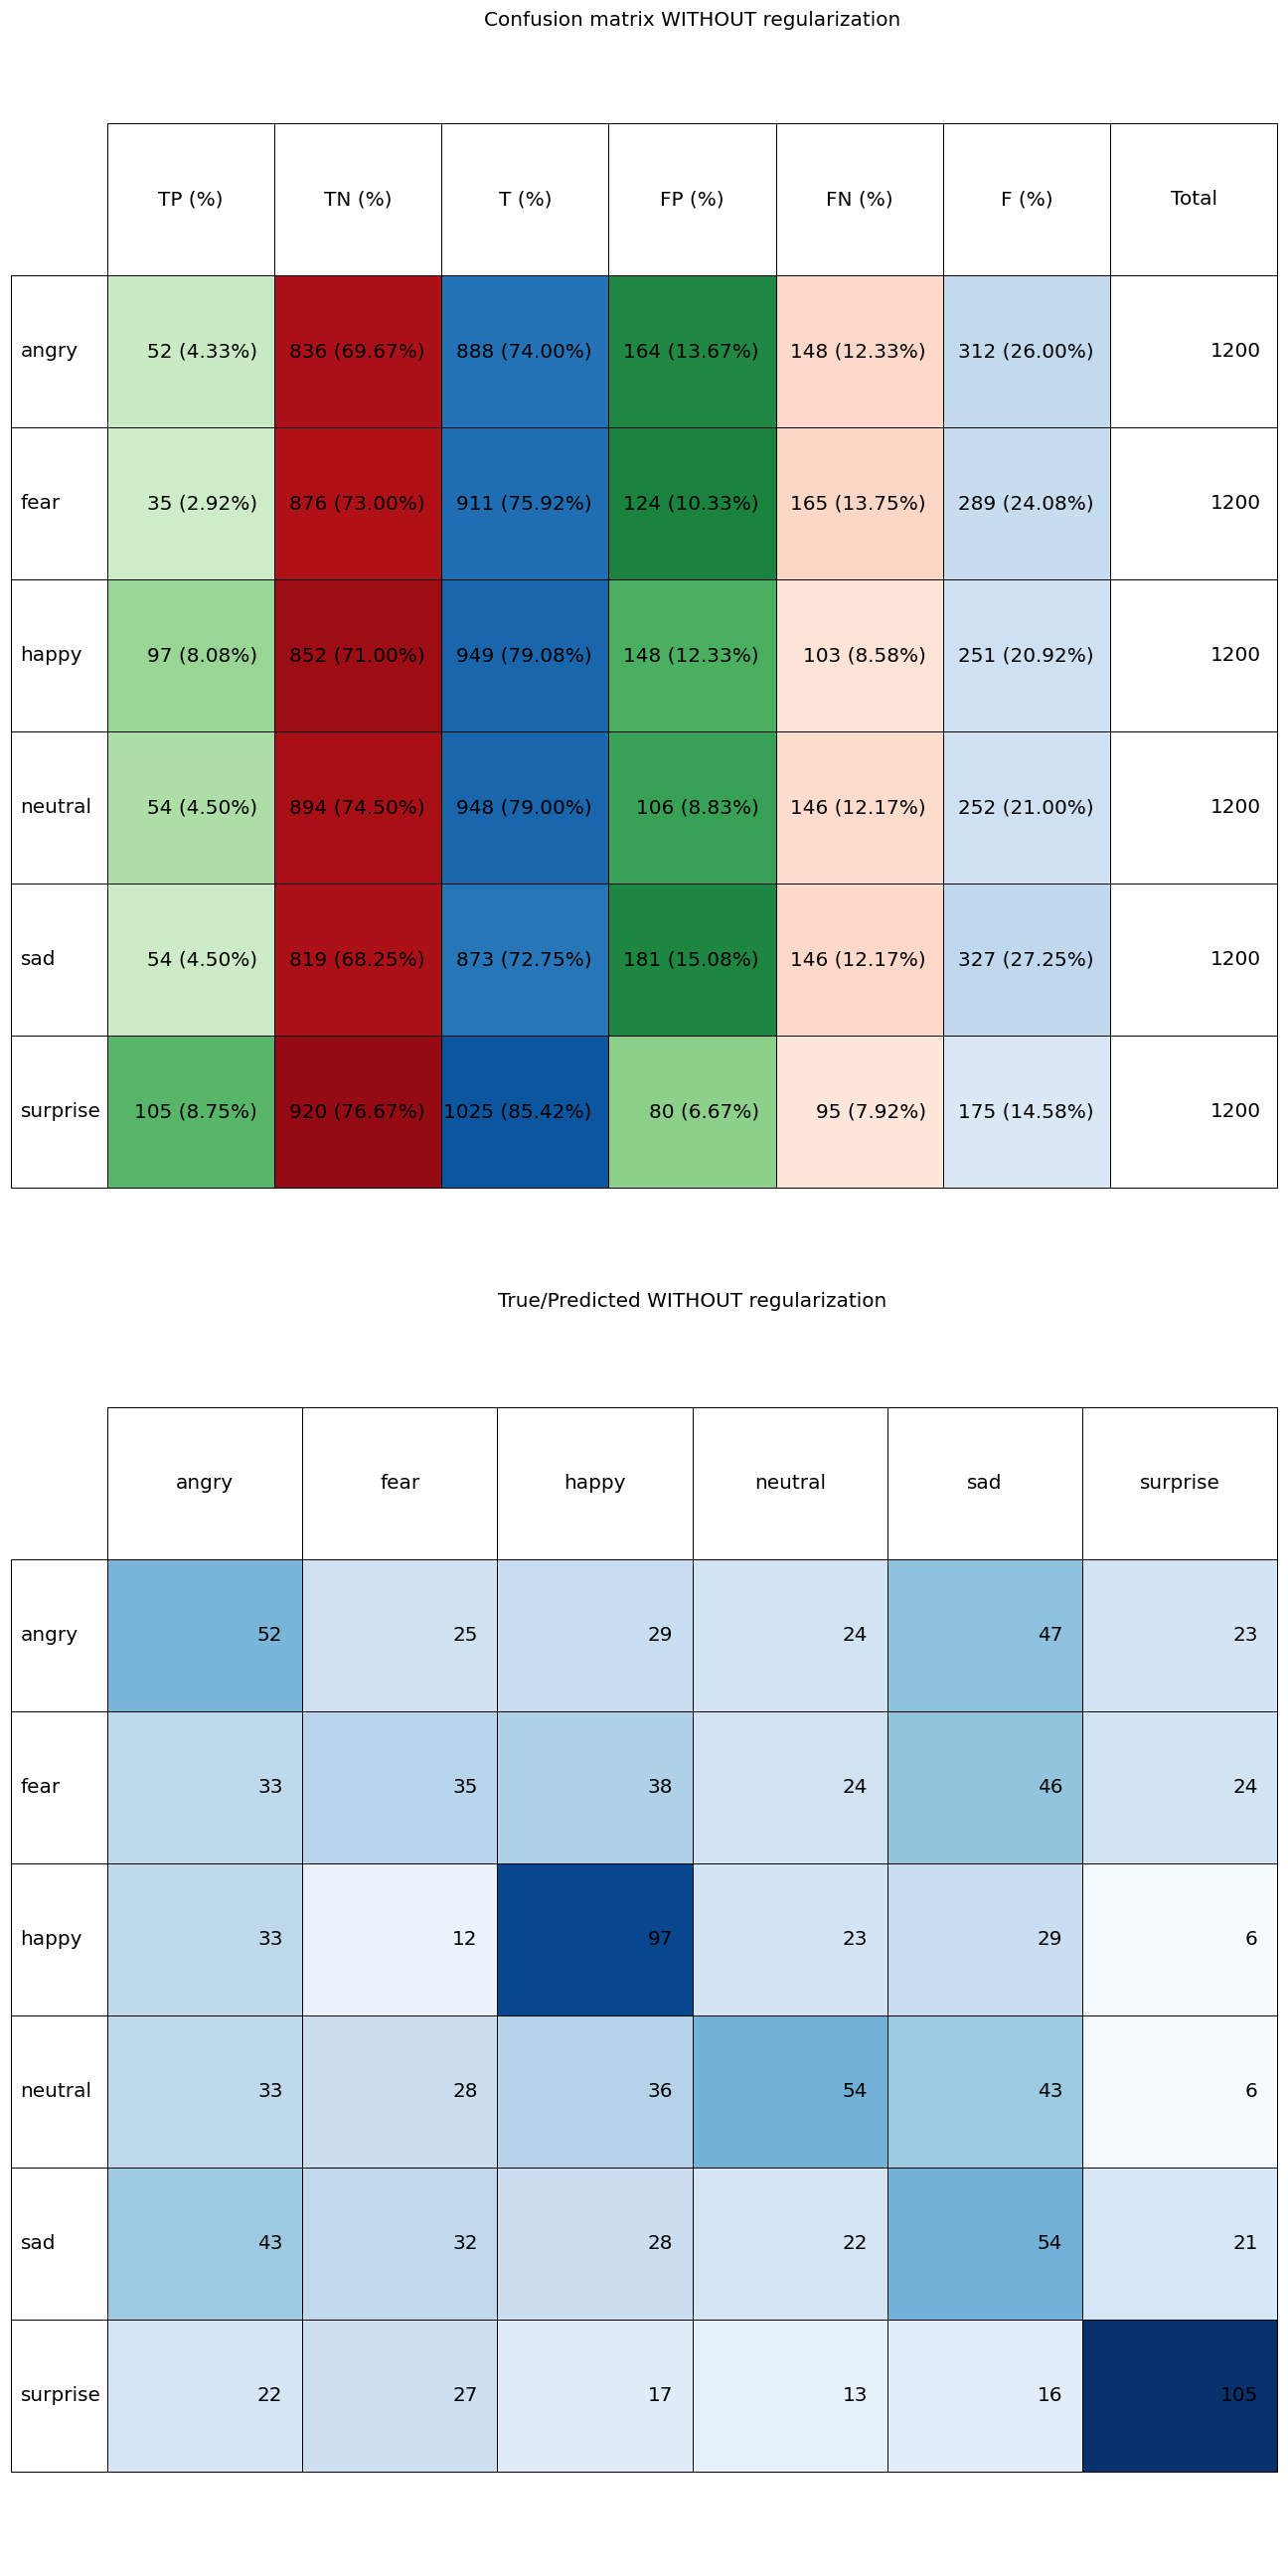 Confusion matrix WITHOUT regularization
TP (%) TN (%) T (%) FP (%) FN (%) F (%) Total
angry 52 (4.33%) 836 (69.67%) 888 (74.00%) 164 (13.67%) 148 (12.33%) 312 (26.00%) 1200
fear 35 (2.92%) 876 (73.00%) 911 (75.92%) 124 (10.33%) 165 (13.75%) 289 (24.08%) 1200
happy 97 (8.08%) 852 (71.00%) 949 (79.08%) 148 (12.33%) 103 (8.58%) 251 (20.92%) 1200
neutral 54 (4.50%) 894 (74.50%) 948 (79.00%) 106 (8.83%) 146 (12.17%) 252 (21.00%) 1200
sad 54 (4.50%) 819 (68.25%) 873 (72.75%) 181 (15.08%) 146 (12.17%) 327 (27.25%) 1200
surprise 105 (8.75%) 920 (76.67%) 1025 (85.42%) 80 (6.67%) 95 (7.92%) 175 (14.58%) 1200
True/Predicted WITHOUT regularization
angry fear happy neutral sad surprise
angry 52 25 29 24 47 23
fear 33 35 38 24 46 24
happy 33 12 97 23 29 6
neutral 33 28 36 54 43 6
sad 43 32 28 22 54 21
surprise 22 27 17 13 16 105